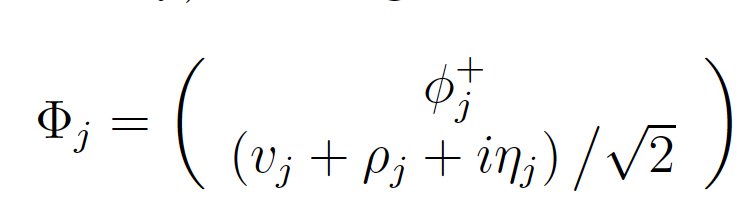 Φ_j = ( ϕ_j^+
(v_j + ρ_j + iη_j) / √2 )